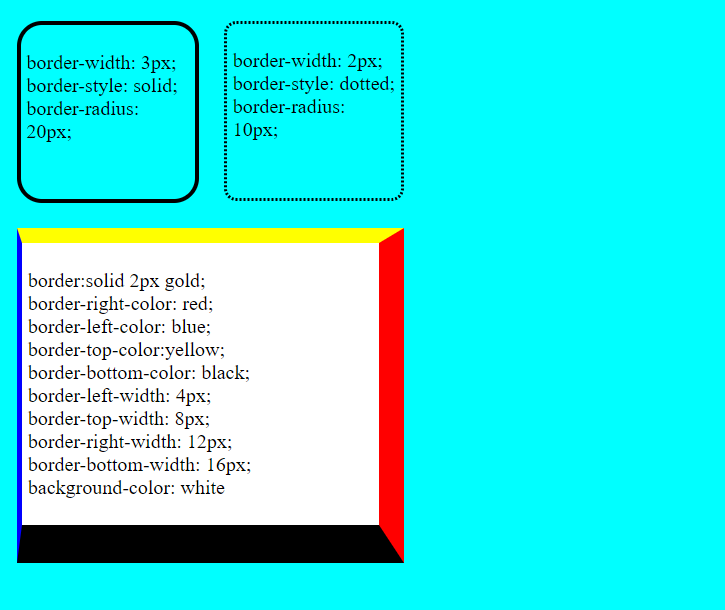 border-width: 3px;
border-style: solid;
border-radius:
20px;
border-width: 2px;
border-style: dotted;
border-radius:
10px;
border:solid 2px gold;
border-right-color: red;
border-left-color: blue;
border-top-color:yellow;
border-bottom-color: black;
border-left-width: 4px;
border-top-width: 8px;
border-right-width: 12px;
border-bottom-width: 16px;
background-color: white